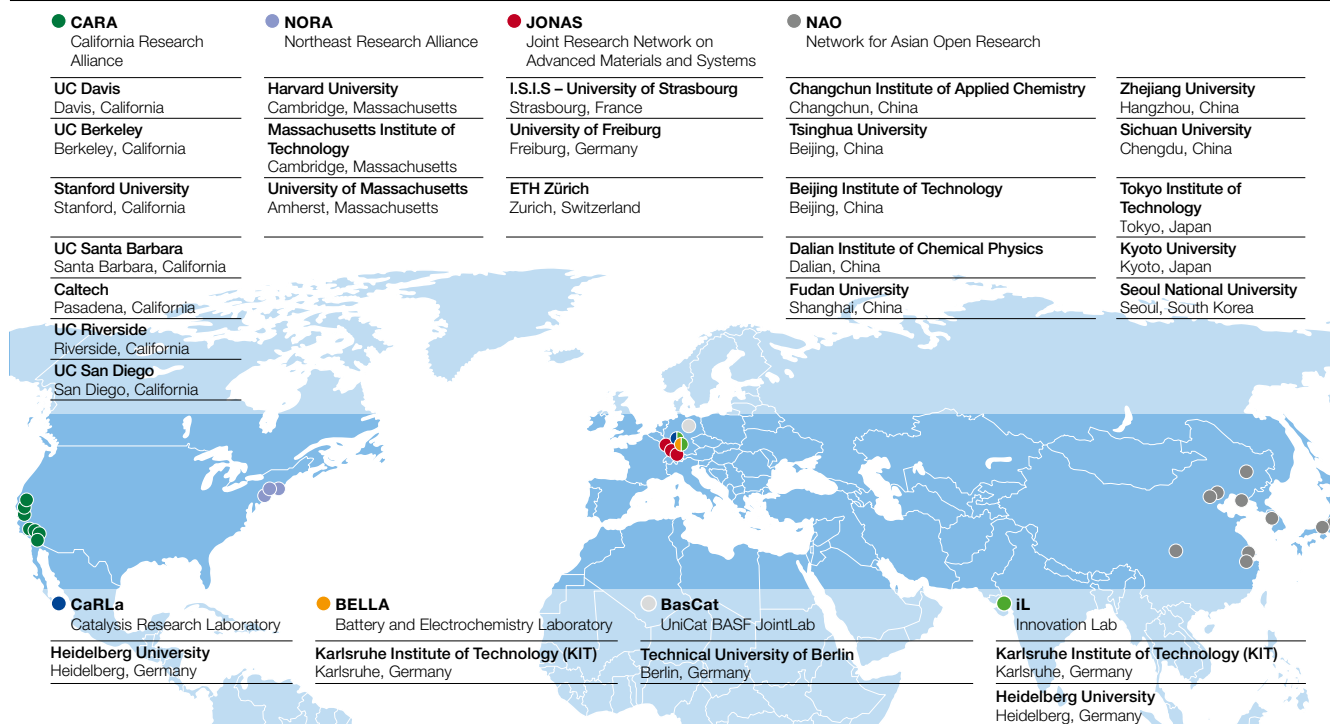 CARA
California Research
Alliance
UC Davis
Davis, California
UC Berkeley
Berkeley, California
Stanford University
Stanford, California
UC Santa Barbara
Santa Barbara, California
Caltech
Pasadena, California
UC Riverside
Riverside, California
UC San Diego
San Diego, California
NORA
Northeast Research Alliance
Harvard University
Cambridge, Massachusetts
Massachusetts Institute of
Technology
Cambridge, Massachusetts
University of Massachusetts
Amherst, Massachusetts
JONAS
Joint Research Network on
Advanced Materials and Systems
I.S.I.S – University of Strasbourg
Strasbourg, France
University of Freiburg
Freiburg, Germany
ETH Zürich
Zurich, Switzerland
NAO
Network for Asian Open Research
Changchun Institute of Applied Chemistry
Changchun, China
Tsinghua University
Beijing, China
Beijing Institute of Technology
Beijing, China
Dalian Institute of Chemical Physics
Dalian, China
Fudan University
Shanghai, China
Zhejiang University
Hangzhou, China
Sichuan University
Chengdu, China
Tokyo Institute of
Technology
Tokyo, Japan
Kyoto University
Kyoto, Japan
Seoul National University
Seoul, South Korea
CaRLa
Catalysis Research Laboratory
Heidelberg University
Heidelberg, Germany
BELLA
Battery and Electrochemistry Laboratory
Karlsruhe Institute of Technology (KIT)
Karlsruhe, Germany
BasCat
UniCat BASF JointLab
Technical University of Berlin
Berlin, Germany
iL
Innovation Lab
Karlsruhe Institute of Technology (KIT)
Karlsruhe, Germany
Heidelberg University
Heidelberg, Germany